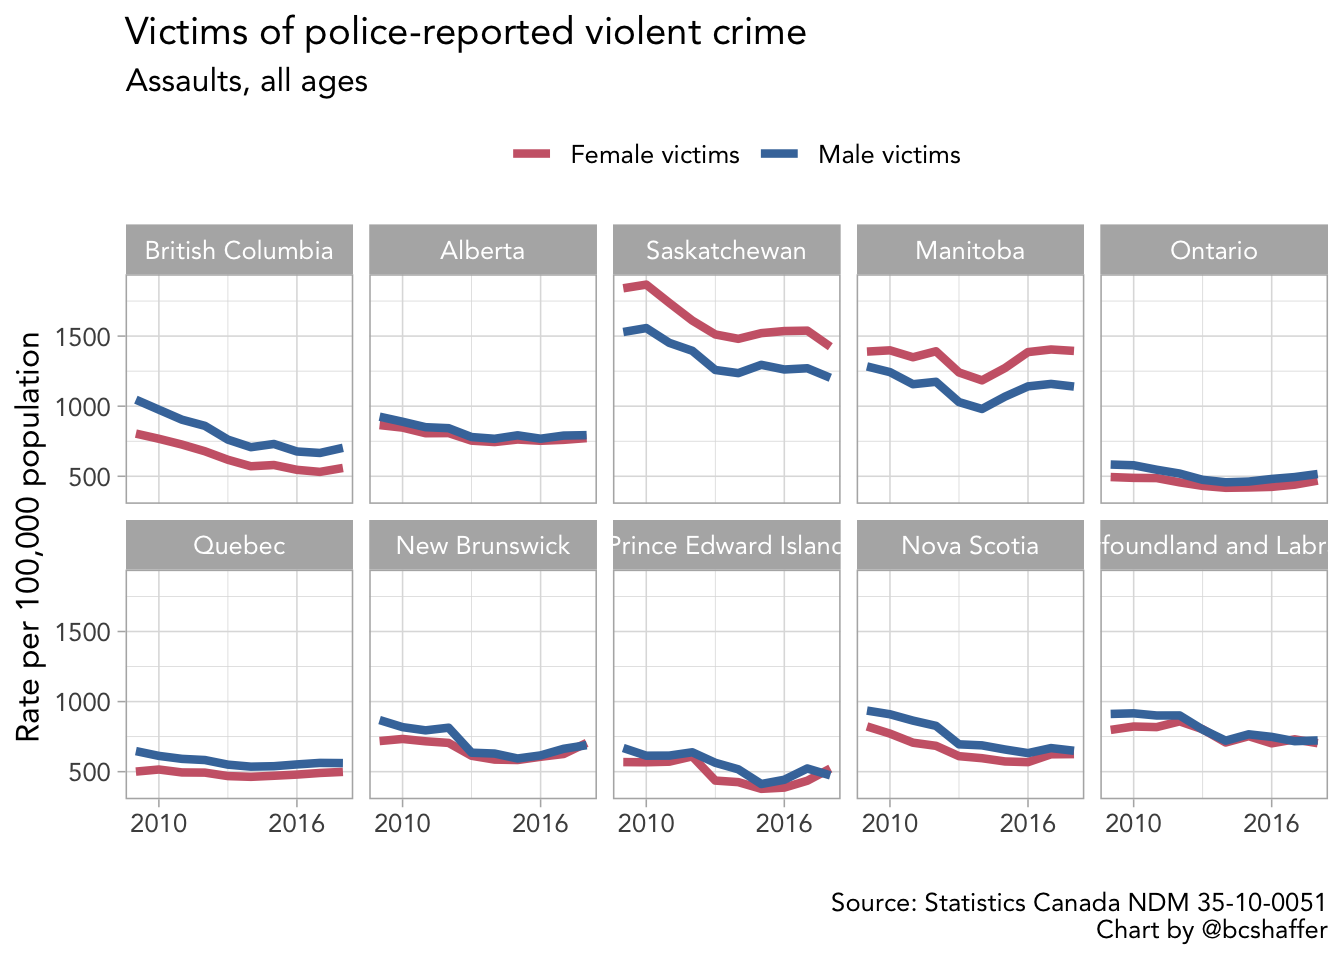 Victims of police-reported violent crime
Assaults, all ages
Female victims Male victims
Rate per 100,000 population
British Columbia Alberta Saskatchewan Manitoba Ontario
1500
1000
500
Quebec New Brunswick Prince Edward Island Nova Scotia foundland and Labr
1500
1000
500
2010 2016 2010 2016 2010 2016 2010 2016 2010 2016
Source: Statistics Canada NDM 35-10-0051
Chart by @bcshaffer